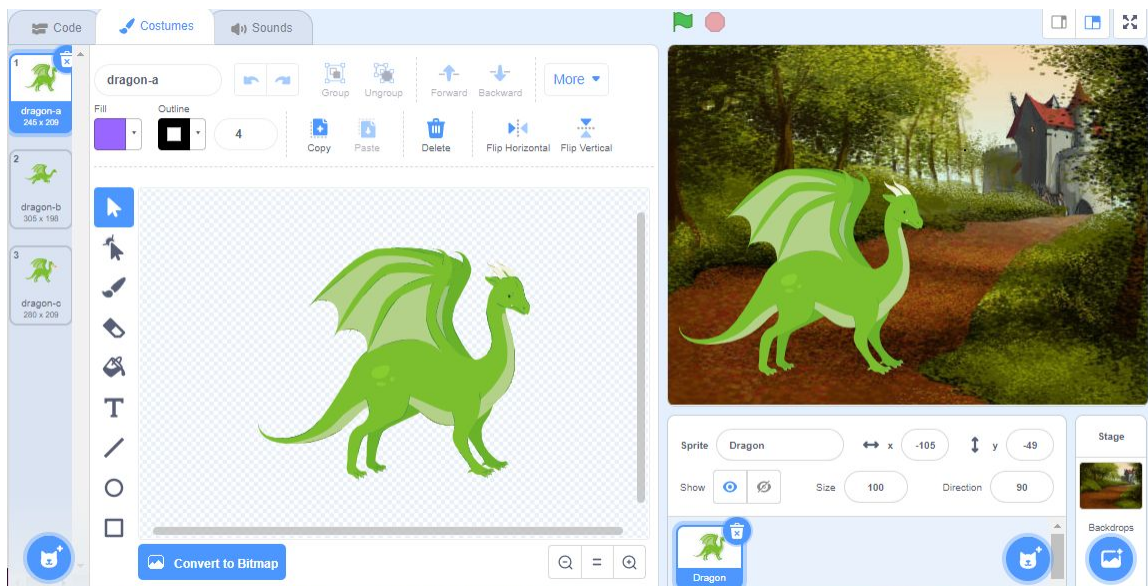 Code
Costumes
Sounds
1
dragon-a
245 x 209
2
dragon-b
305 x 198
3
dragon-c
280 x 209
dragon-a
Group
Ungroup
Forward
Backward
More
Fill
Outline
4
Copy
Paste
Delete
Flip Horizontal
Flip Vertical
T
Convert to Bitmap
Sprite
Dragon
x
-105
y
-49
Show
Size
100
Direction
90
Dragon
Stage
Backdrops